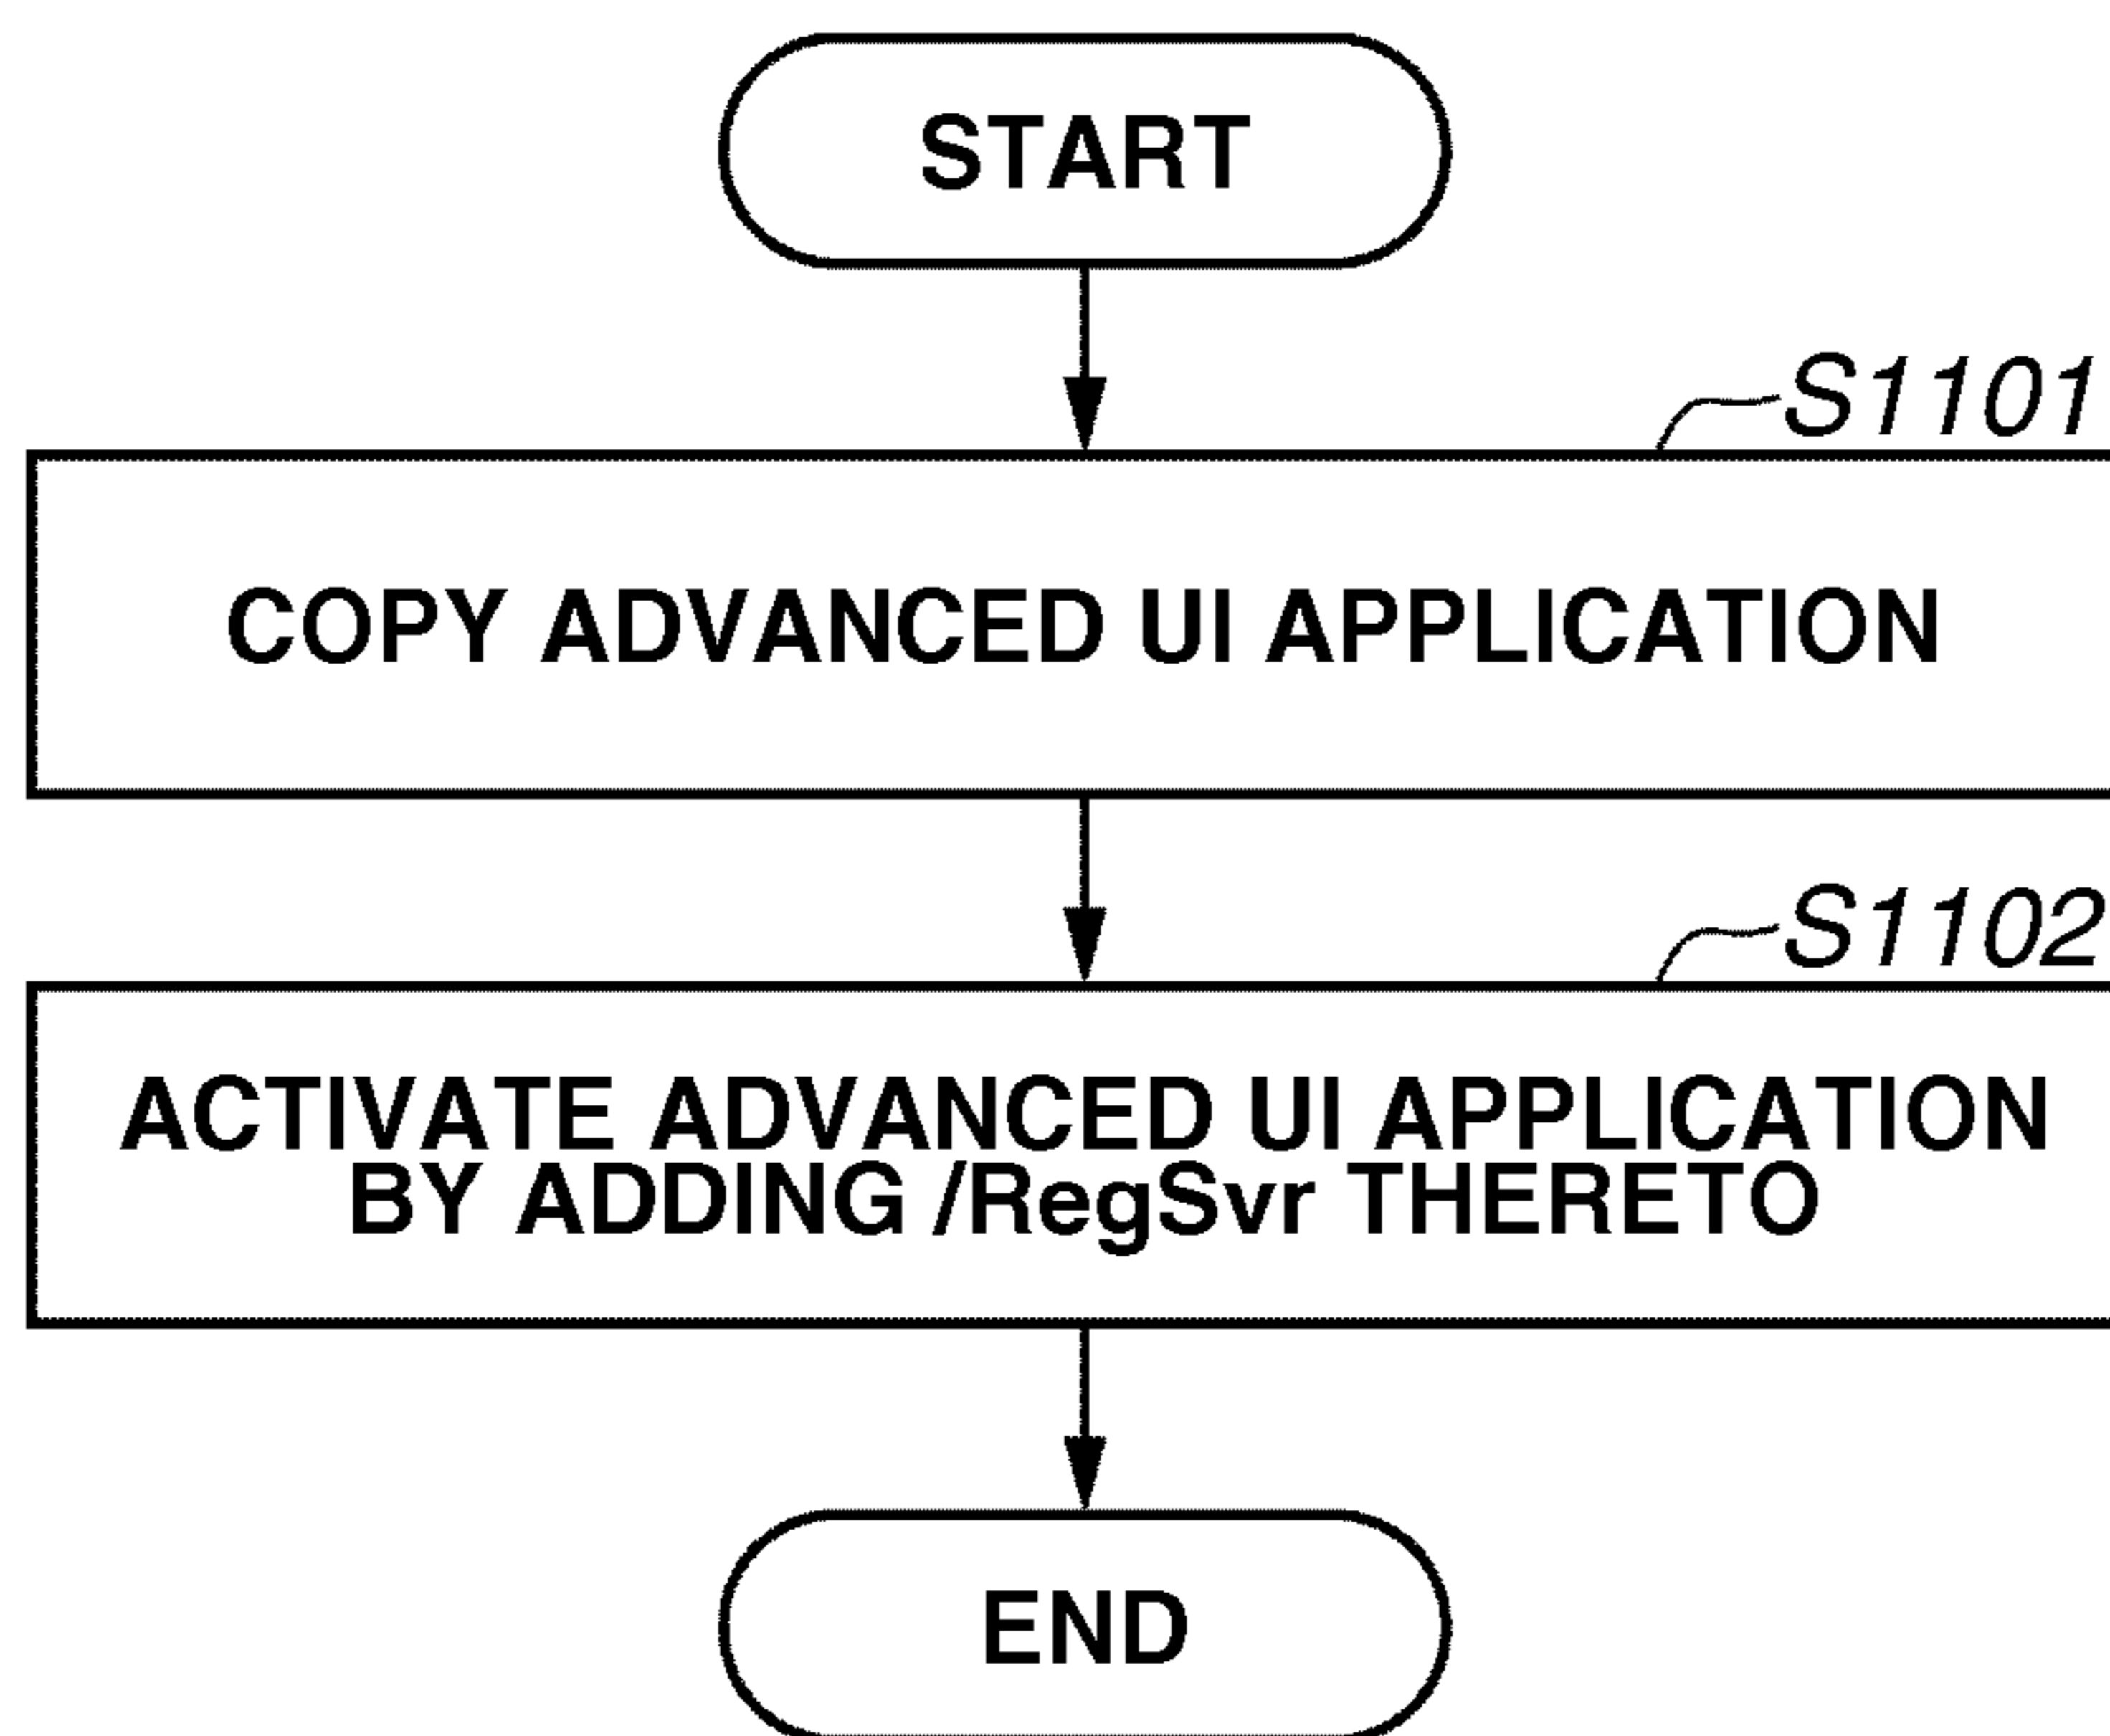 START
S1101
COPY ADVANCED UI APPLICATION
S1102
ACTIVATE ADVANCED UI APPLICATION
BY ADDING /RegSvr THERETO
END